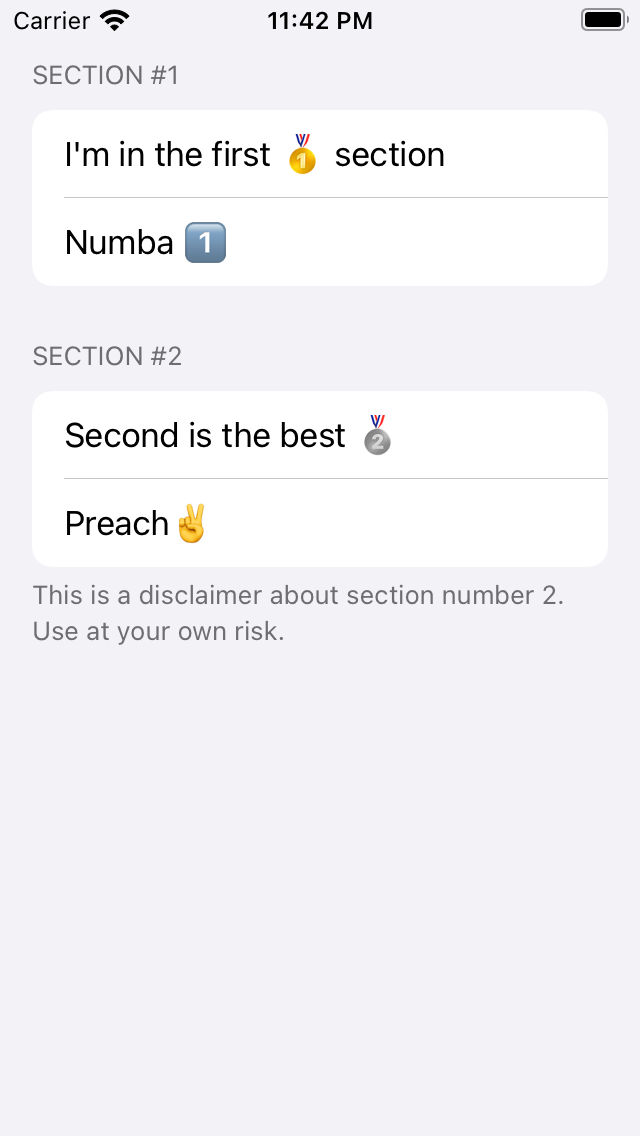 Carrier 11:42 PM
SECTION #1
I'm in the first 🥇 section
Numba 1️⃣
SECTION #2
Second is the best 🥈
Preach✌️
This is a disclaimer about section number 2.
Use at your own risk.